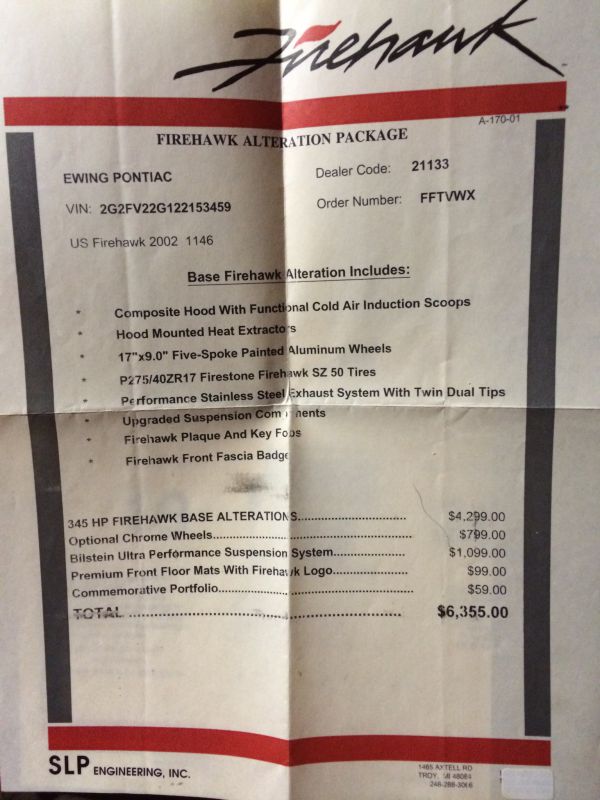 Firehawk
A-170-01
FIREHAWK ALTERATION PACKAGE
EWING PONTIAC
Dealer Code: 21133
VIN: 2G2FV22G122153459
Order Number: FFTVWX
US Firehawk 2002 1146
Base Firehawk Alteration Includes:
* Composite Hood With Functional Cold Air Induction Scoops
* Hood Mounted Heat Extractors
* 17"x9.0" Five-Spoke Painted Aluminum Wheels
* P275/40ZR17 Firestone Firehawk SZ 50 Tires
* Performance Stainless Steel Exhaust System With Twin Dual Tips
* Upgraded Suspension Components
* Firehawk Plaque And Key Fobs
* Firehawk Front Fascia Badge
345 HP FIREHAWK BASE ALTERATIONS.......................... $4,299.00
Optional Chrome Wheels.................................................. $799.00
Bilstein Ultra Performance Suspension System.................. $1,099.00
Premium Front Floor Mats With Firehawk Logo.................. $99.00
Commemorative Portfolio................................................ $59.00
TOTAL ................................................................ $6,355.00
SLP ENGINEERING, INC.
1465 AXTELL RD
TROY, MI 48084
248-288-3066